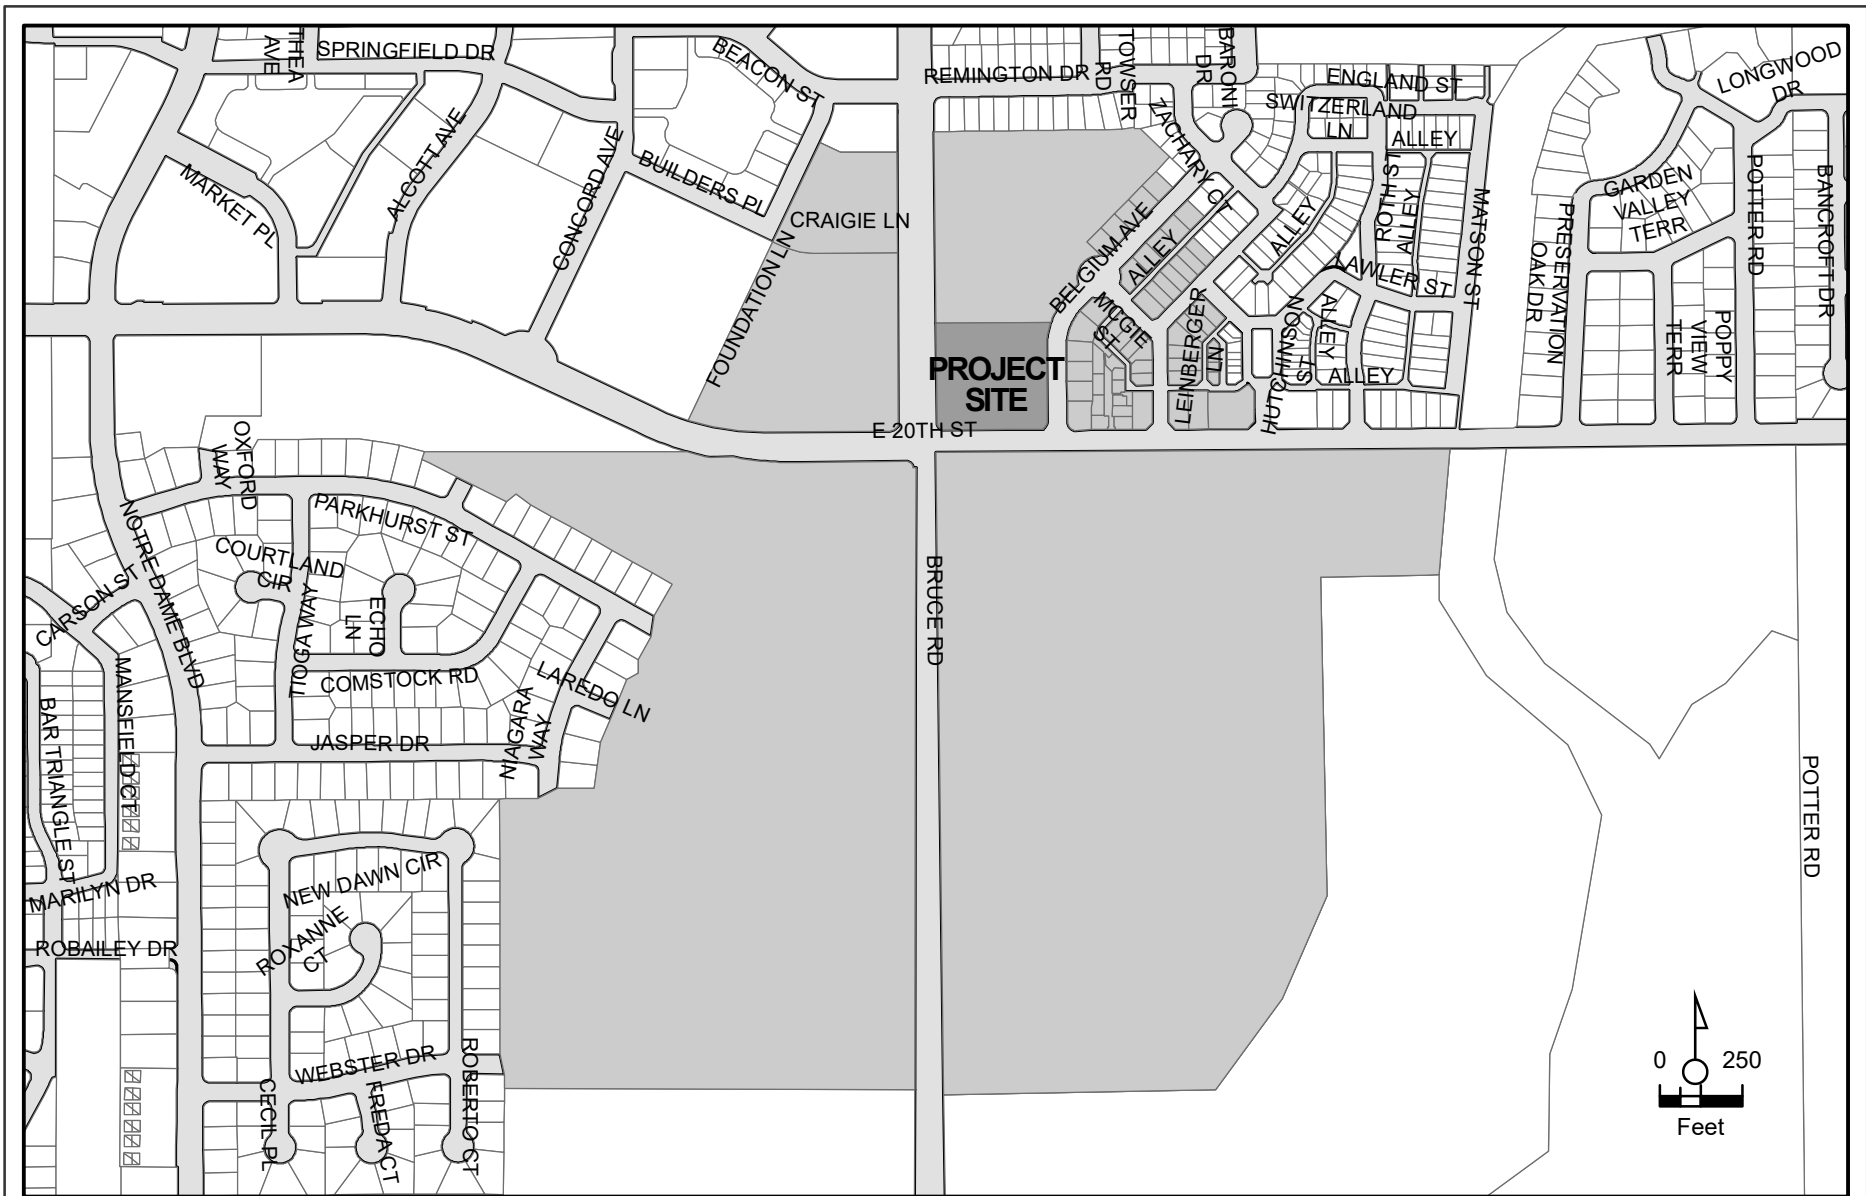 THEA
AVE
SPRINGFIELD DR
BEACON ST
REMINGTON DR
TOWSER
RD
BARONI
DR
ENGLAND ST
SWITZERLAND
LN
ALLEY
LONGWOOD
DR
MARKET PL
ALCOTT AVE
CONCORD AVE
BUILDERS Pl
CRAIGIE LN
FOUNDATION LN
ZACHARY CT
BELGIUM AVE
ALLEY
ALLEY
ROTH ST
ALLEY
LAWLER ST
MATSON ST
PRESERVATION
OAK DR
GARDEN
VALLEY
TERR
POTTER RD
BANCROFT DR
POPPY
VIEW
TERR
MCGIE
ST
LEINBERGER
LN
HUTCHINSON
ST
ALLEY
ALLEY
PROJECT
SITE
E 20TH ST
OXFORD
WAY
PARKHURST ST
NOTRE DAME BLVD
COURTLAND
CIR
CARSON ST
TIOGA WAY
ECHO
LN
COMSTOCK RD
LAREDO LN
NIAGARA
WAY
JASPER DR
MANSFIELD CT
BAR TRIANGLE ST
MARILYN DR
ROBAILEY DR
NEW DAWN CIR
ROXANNE
CT
WEBSTER DR
CECIL PL
FREDA CT
ROBERTO CT
BRUCE RD
POTTER RD
0 250
Feet